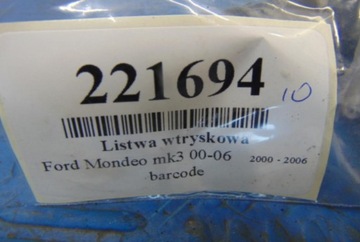 221694
10
Listwa wtryskowa
Ford Mondeo mk3 00-06 2000 - 2006
barcode